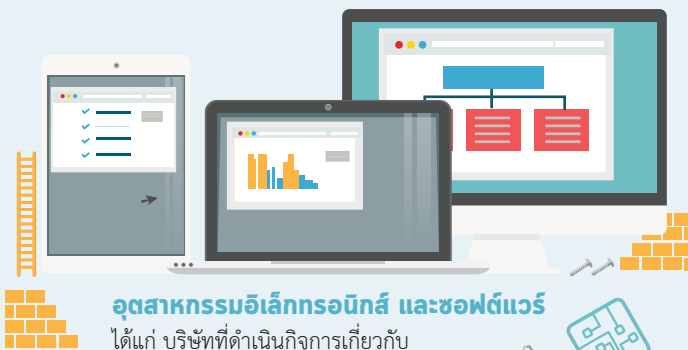 อุตสาหกรรมอิเล็กทรอนิกส์ และซอฟต์แวร์
ได้แก่ บริษัทที่ดำเนินกิจการเกี่ยวกับ